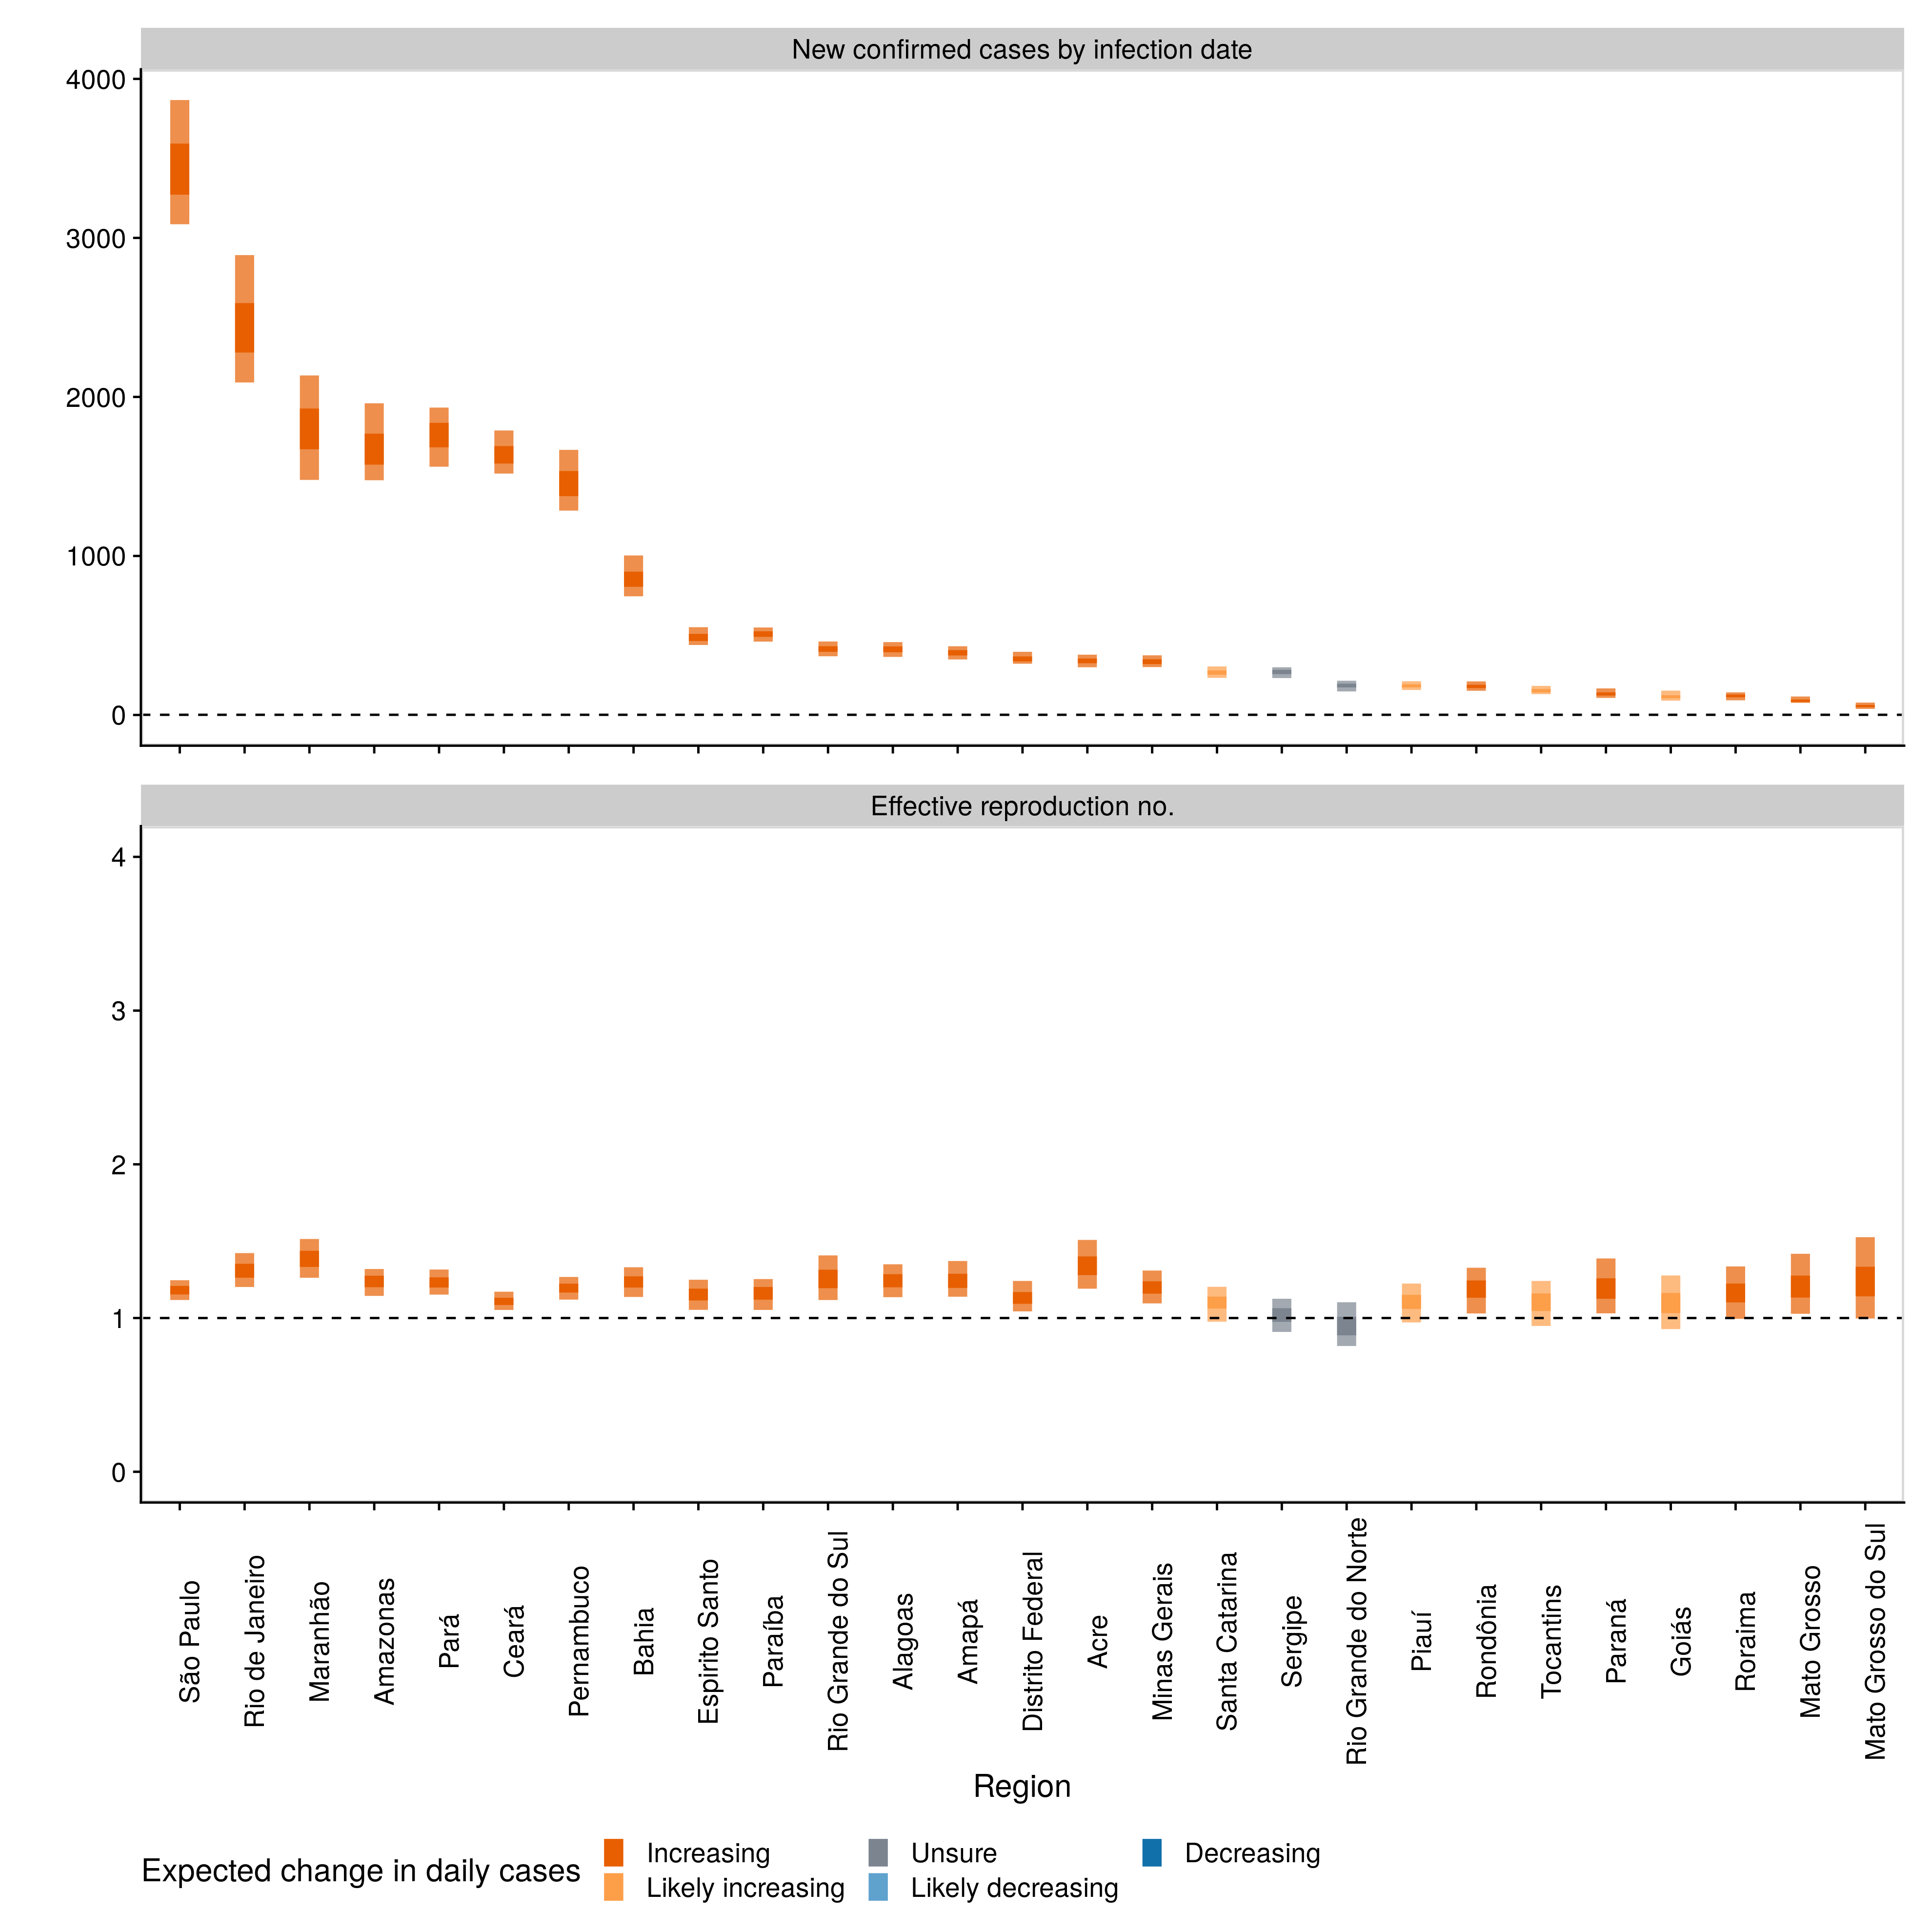 New confirmed cases by infection date
4000
3000
2000
1000
0
Effective reproduction no.
4
3
2
1
0
São Paulo
Rio de Janeiro
Maranhão
Amazonas
Pará
Ceará
Pernambuco
Bahia
Espirito Santo
Paraíba
Rio Grande do Sul
Alagoas
Amapá
Distrito Federal
Acre
Minas Gerais
Santa Catarina
Sergipe
Rio Grande do Norte
Piauí
Rondônia
Tocantins
Paraná
Goiás
Roraima
Mato Grosso
Mato Grosso do Sul
Region
Expected change in daily cases
Increasing
Likely increasing
Unsure
Likely decreasing
Decreasing